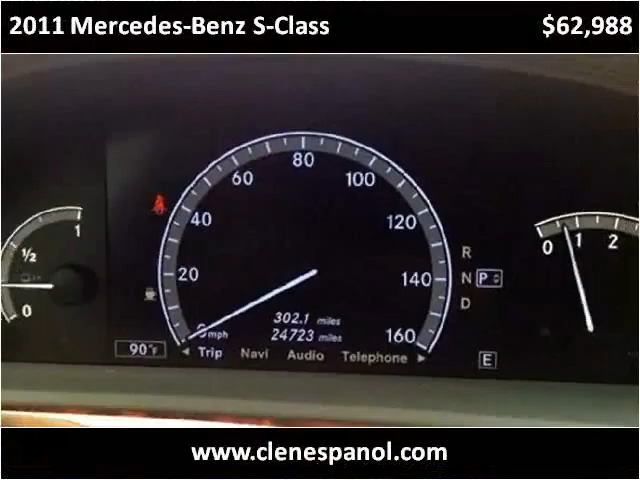 2011 Mercedes-Benz S-Class $62,988
80
60 100
40 120
1 0 1 2
½
R
20 140 N P
0 D
0 mph 302.1 miles
24723 miles 160
90°F Trip Navi Audio Telephone E
www.clenespanol.com